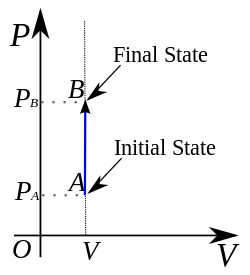 P
Final State
P_B
B
Initial State
P_A
A
O
V
V